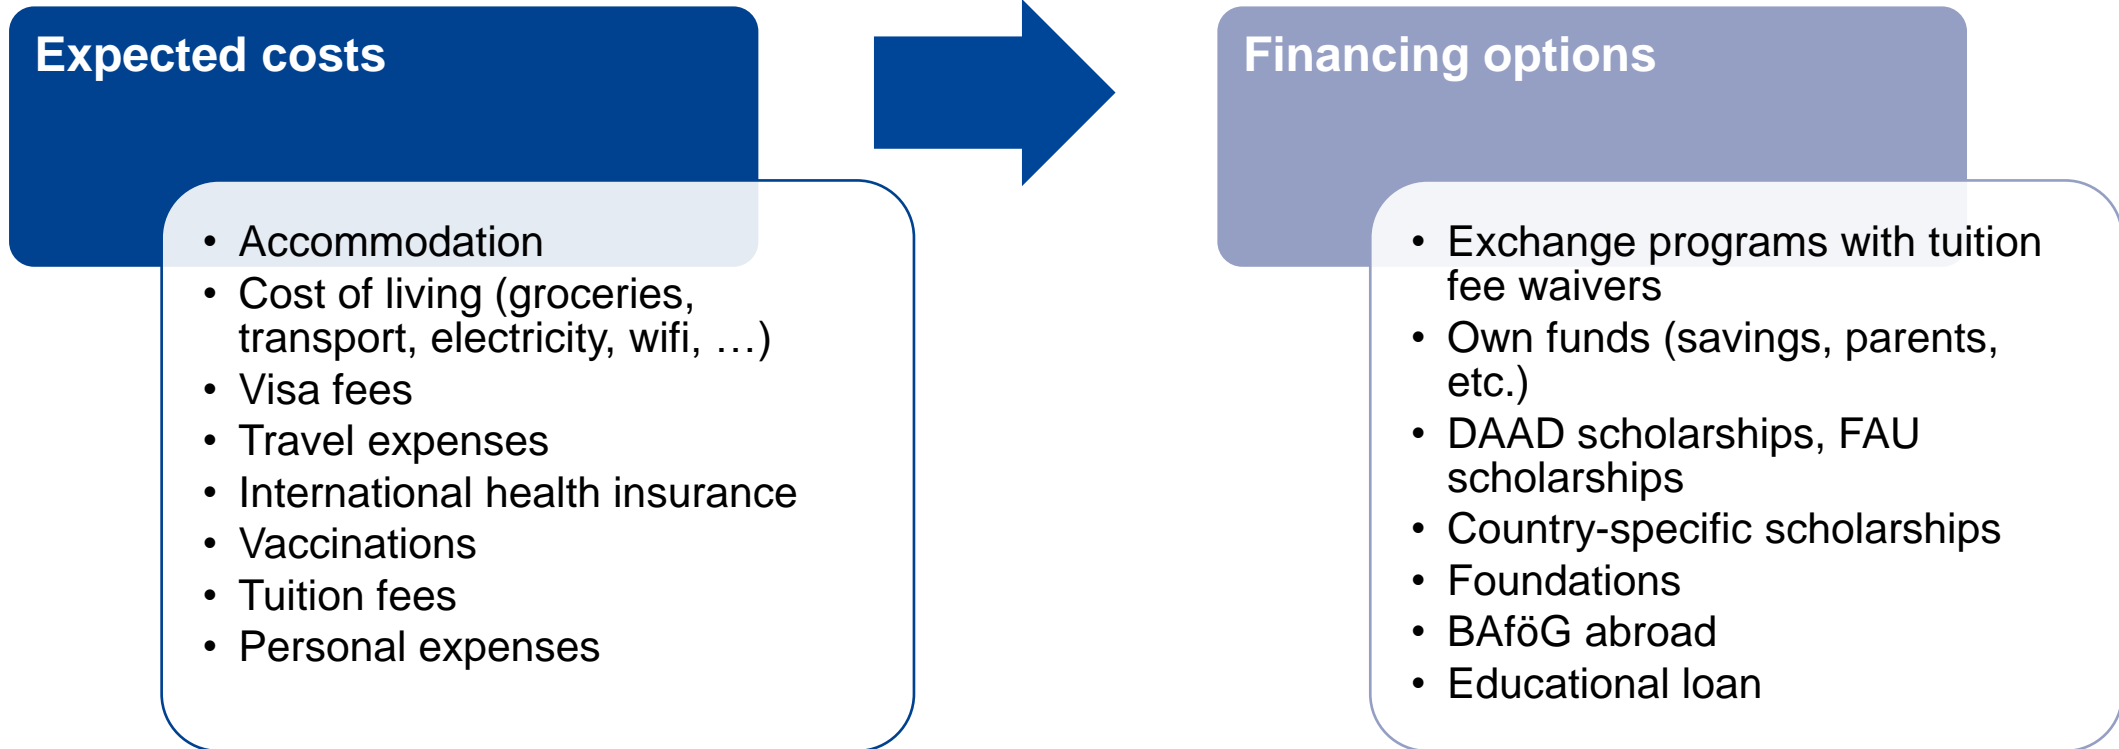 Expected costs
• Accommodation
• Cost of living (groceries,
transport, electricity, wifi, …)
• Visa fees
• Travel expenses
• International health insurance
• Vaccinations
• Tuition fees
• Personal expenses
Financing options
• Exchange programs with tuition
fee waivers
• Own funds (savings, parents,
etc.)
• DAAD scholarships, FAU
scholarships
• Country-specific scholarships
• Foundations
• BAföG abroad
• Educational loan